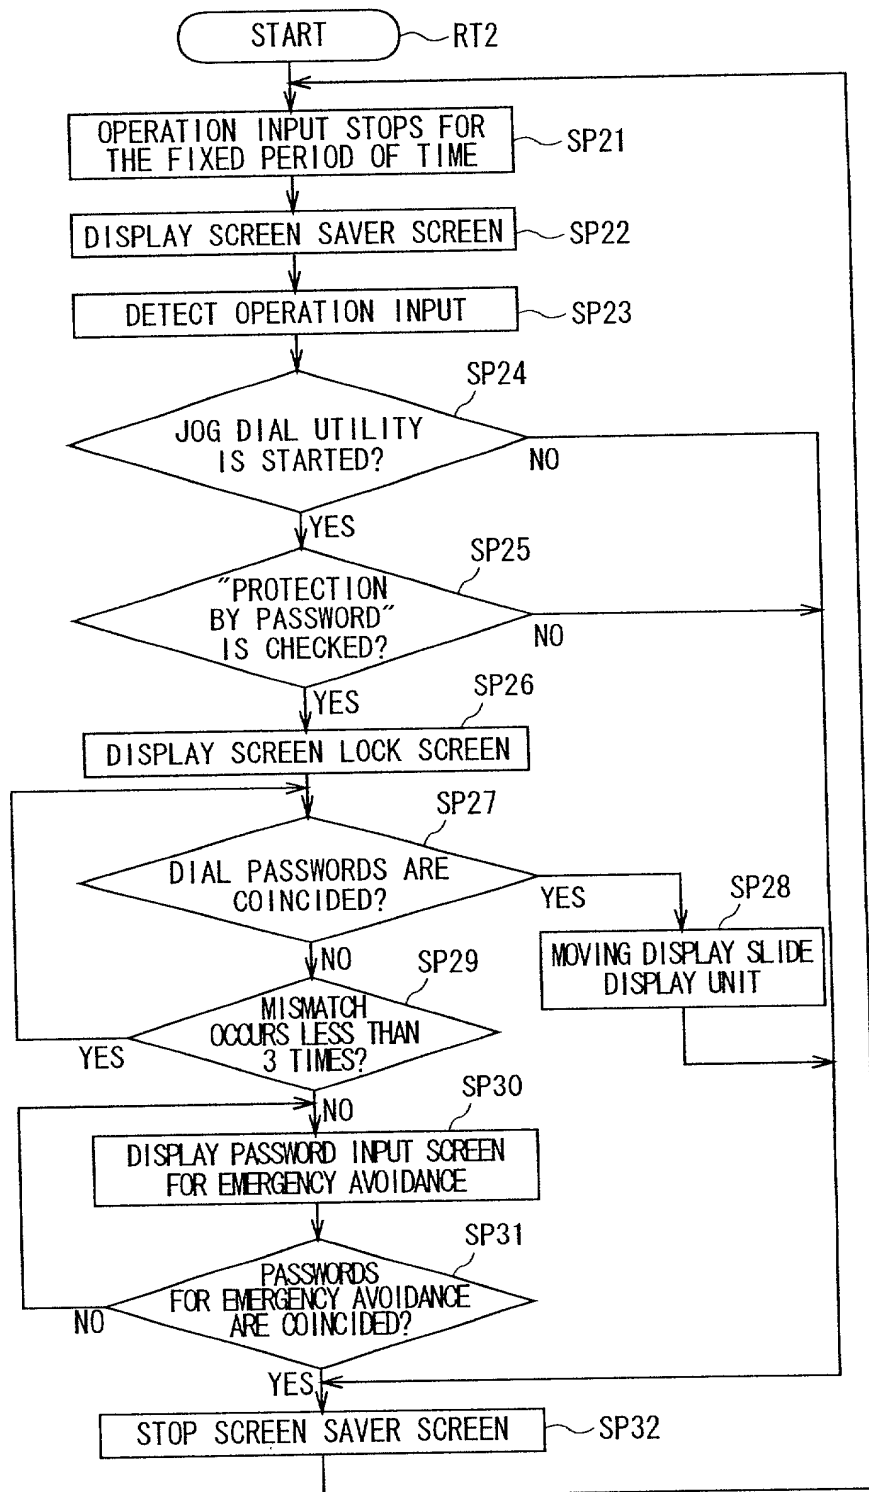 START
RT2
OPERATION INPUT STOPS FOR
THE FIXED PERIOD OF TIME
SP21
DISPLAY SCREEN SAVER SCREEN
SP22
DETECT OPERATION INPUT
SP23
SP24
JOG DIAL UTILITY
IS STARTED?
NO
YES
SP25
"PROTECTION
BY PASSWORD"
IS CHECKED?
NO
YES
SP26
DISPLAY SCREEN LOCK SCREEN
SP27
DIAL PASSWORDS ARE
COINCIDED?
YES
SP28
MOVING DISPLAY SLIDE
DISPLAY UNIT
NO
SP29
MISMATCH
OCCURS LESS THAN
3 TIMES?
YES
NO
SP30
DISPLAY PASSWORD INPUT SCREEN
FOR EMERGENCY AVOIDANCE
SP31
PASSWORDS
FOR EMERGENCY AVOIDANCE
ARE COINCIDED?
NO
YES
STOP SCREEN SAVER SCREEN
SP32